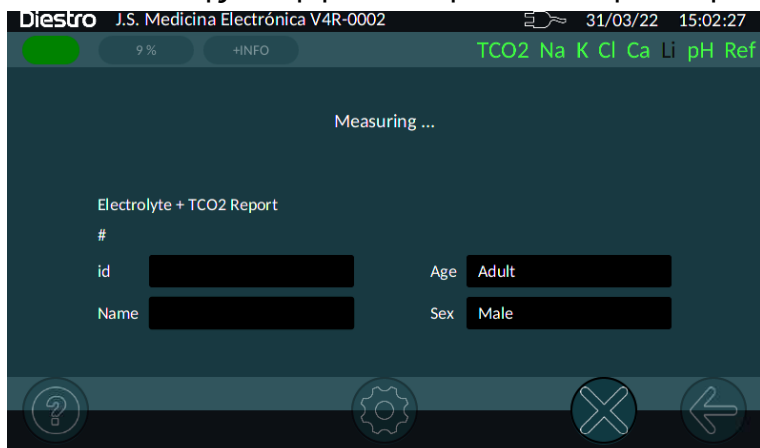 Diestro J.S. Medicina Electrónica V4R-0002 31/03/22 15:02:27
9 % +INFO TCO2 Na K Cl Ca Li pH Ref
Measuring ...
Electrolyte + TCO2 Report
#
id Age Adult
Name Sex Male
?